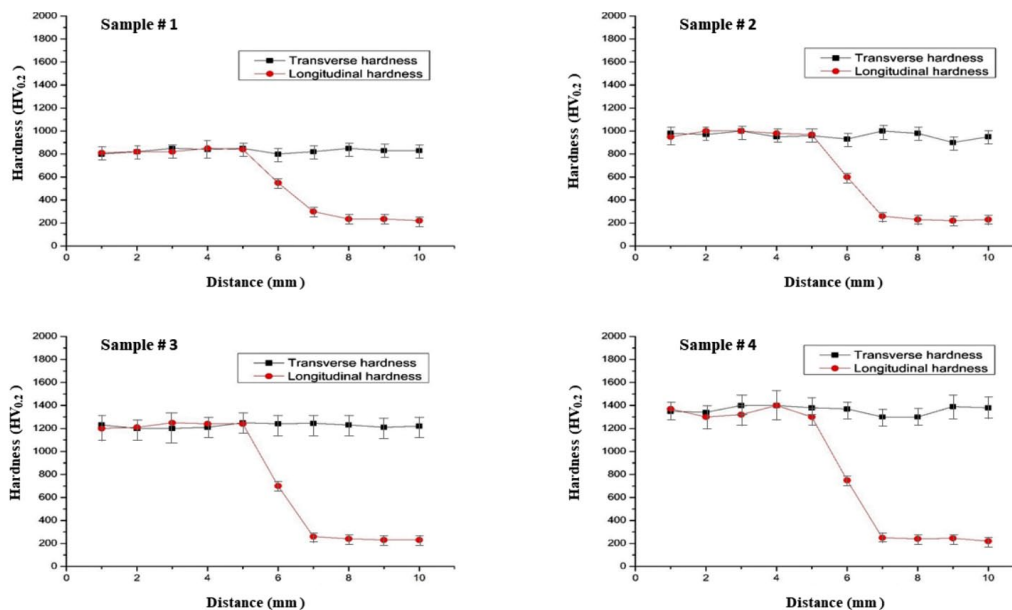 Sample # 1
Transverse hardness
Longitudinal hardness
Hardness (HV0.2)
2000
1800
1600
1400
1200
1000
800
600
400
200
0
0 2 4 6 8 10
Distance (mm )
Sample # 2
Transverse hardness
Longitudinal hardness
Hardness (HV0.2)
2000
1800
1600
1400
1200
1000
800
600
400
200
0
0 2 4 6 8 10
Distance (mm )
Sample # 3
Transverse hardness
Longitudinal hardness
Hardness (HV0.2)
2000
1800
1600
1400
1200
1000
800
600
400
200
0
0 2 4 6 8 10
Distance (mm )
Sample # 4
Transverse hardness
Longitudinal hardness
Hardness (HV0.2)
2000
1800
1600
1400
1200
1000
800
600
400
200
0
0 2 4 6 8 10
Distance (mm )